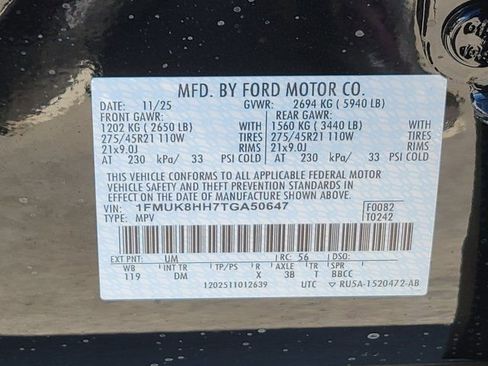 MFD. BY FORD MOTOR CO.
DATE: 11/25 GVWR: 2694 KG ( 5940 LB)
FRONT GAWR: REAR GAWR:
1202 KG ( 2650 LB) 1560 KG ( 3440 LB)
275/45R21 110W TIRES 275/45R21 110W TIRES
21x9.0J RIMS 21x9.0J RIMS
AT 230 kPa/ 33 PSI COLD AT 230 kPa/ 33 PSI COLD
THIS VEHICLE CONFORMS TO ALL APPLICABLE FEDERAL MOTOR
VEHICLE SAFETY AND THEFT PREVENTION STANDARDS IN
EFFECT ON THE DATE OF MANUFACTURE SHOWN ABOVE.
VIN: 1FMUK8HH7TGA50647 F0082
TYPE: MPV T0242
EXT PNT: UM RC: 56
WB INT TR TP/PS R AXLE TR SPR
119 DM X 3B T BBCC
1202511012639 UTC ▽ RU5A-1520472-AB